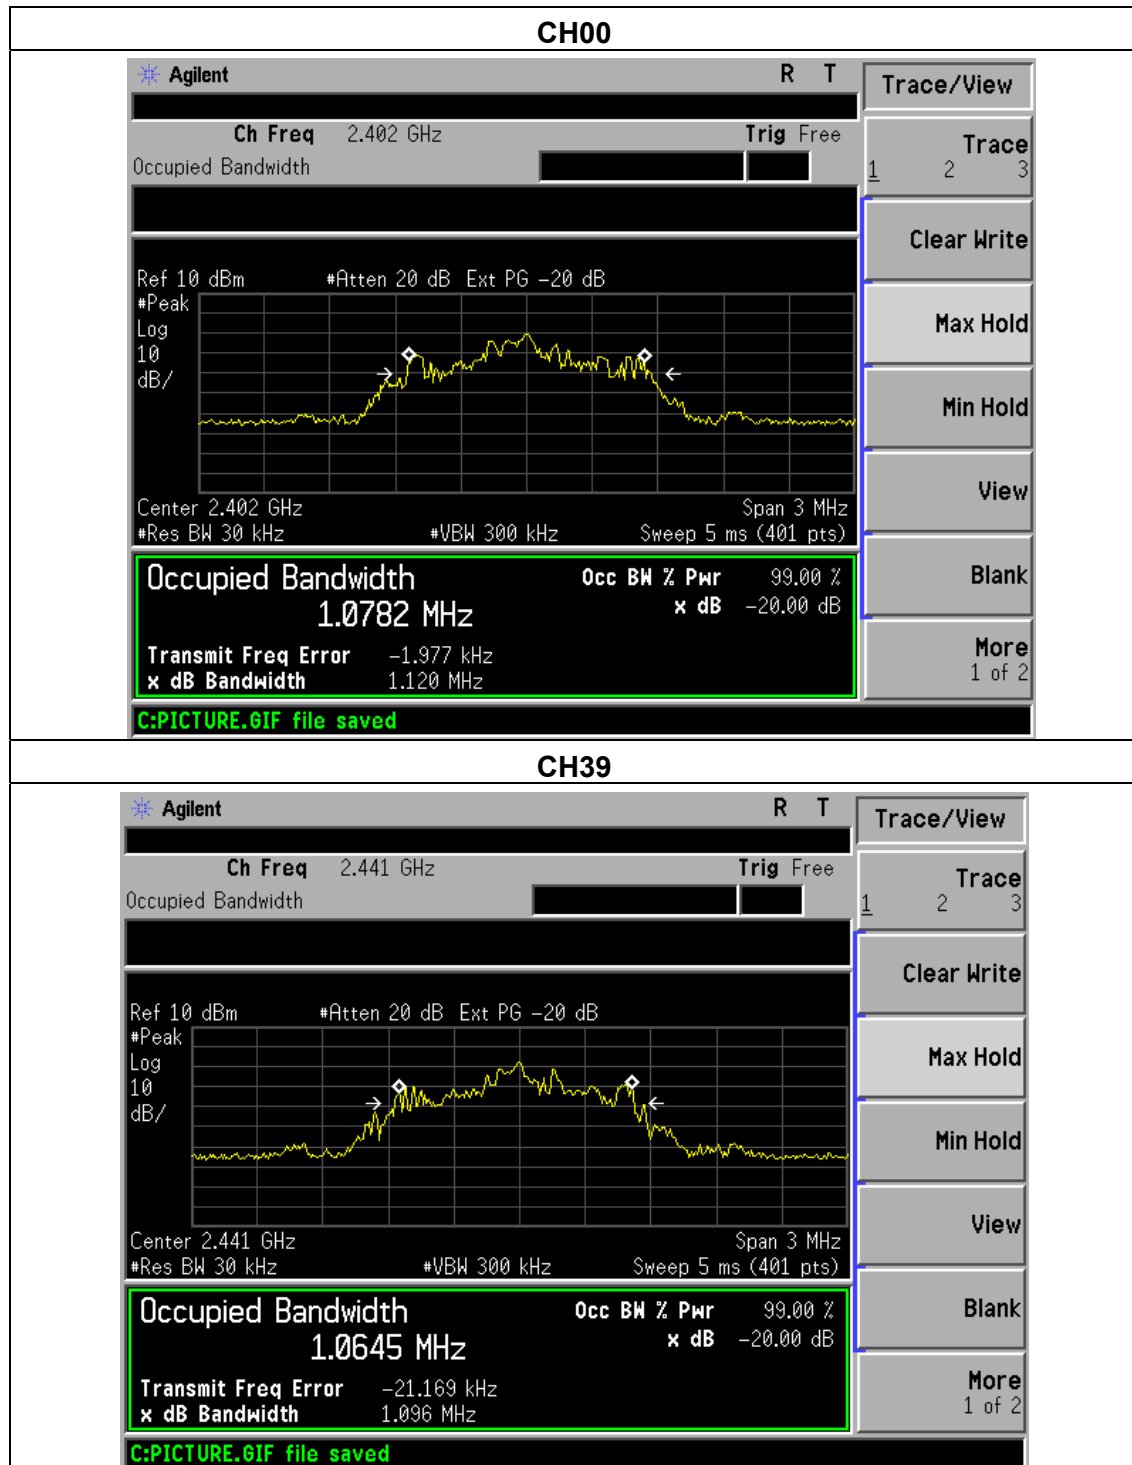 CH00
Agilent R T
Trace/View
Ch Freq 2.402 GHz Trig Free
Occupied Bandwidth
Trace
1 2 3
Clear Write
Ref 10 dBm #Atten 20 dB Ext PG -20 dB
#Peak
Log
10
dB/
Max Hold
Min Hold
View
Center 2.402 GHz Span 3 MHz
#Res BW 30 kHz #VBW 300 kHz Sweep 5 ms (401 pts)
Occupied Bandwidth Occ BW % Pwr 99.00 %
1.0782 MHz x dB -20.00 dB
Blank
Transmit Freq Error -1.977 kHz
x dB Bandwidth 1.120 MHz
More
1 of 2
C:PICTURE.GIF file saved
CH39
Agilent R T
Trace/View
Ch Freq 2.441 GHz Trig Free
Occupied Bandwidth
Trace
1 2 3
Clear Write
Ref 10 dBm #Atten 20 dB Ext PG -20 dB
#Peak
Log
10
dB/
Max Hold
Min Hold
View
Center 2.441 GHz Span 3 MHz
#Res BW 30 kHz #VBW 300 kHz Sweep 5 ms (401 pts)
Occupied Bandwidth Occ BW % Pwr 99.00 %
1.0645 MHz x dB -20.00 dB
Blank
Transmit Freq Error -21.169 kHz
x dB Bandwidth 1.096 MHz
More
1 of 2
C:PICTURE.GIF file saved